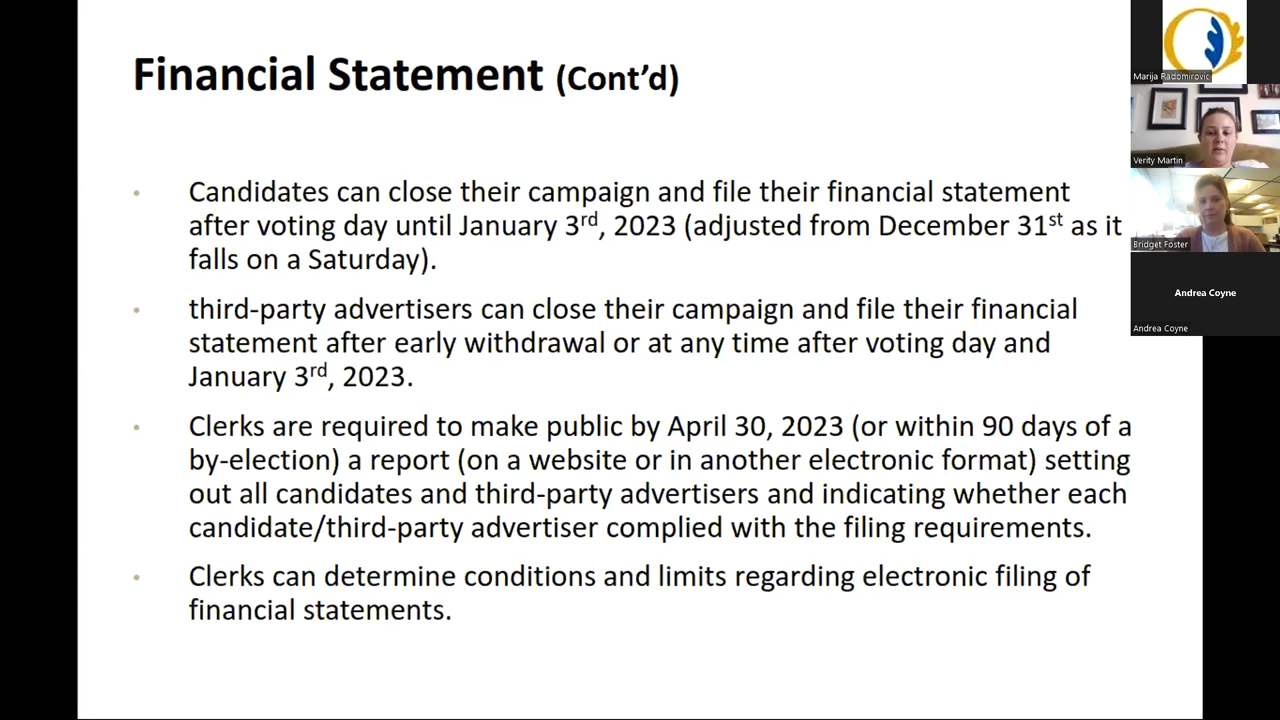 Financial Statement (Cont’d)
• Candidates can close their campaign and file their financial statement
after voting day until January 3rd, 2023 (adjusted from December 31st as it
falls on a Saturday).
• third-party advertisers can close their campaign and file their financial
statement after early withdrawal or at any time after voting day and
January 3rd, 2023.
• Clerks are required to make public by April 30, 2023 (or within 90 days of a
by-election) a report (on a website or in another electronic format) setting
out all candidates and third-party advertisers and indicating whether each
candidate/third-party advertiser complied with the filing requirements.
• Clerks can determine conditions and limits regarding electronic filing of
financial statements.
Marija Radomirovic
Verity Martin
Bridget Foster
Andrea Coyne
Andrea Coyne